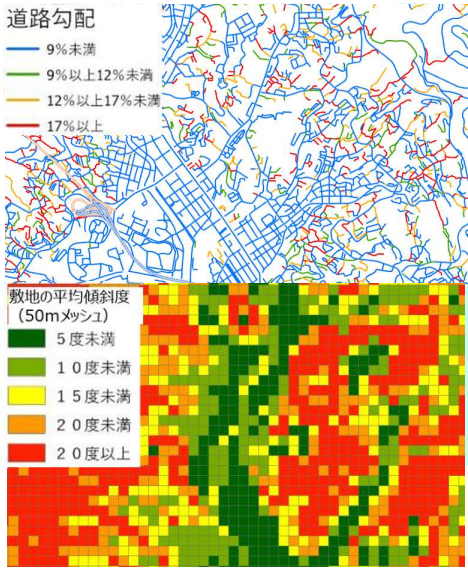 道路勾配
9%未満
9%以上12%未満
12%以上17%未満
17%以上
敷地の平均傾斜度
（50mメッシュ）
５度未満
１０度未満
１５度未満
２０度未満
２０度以上